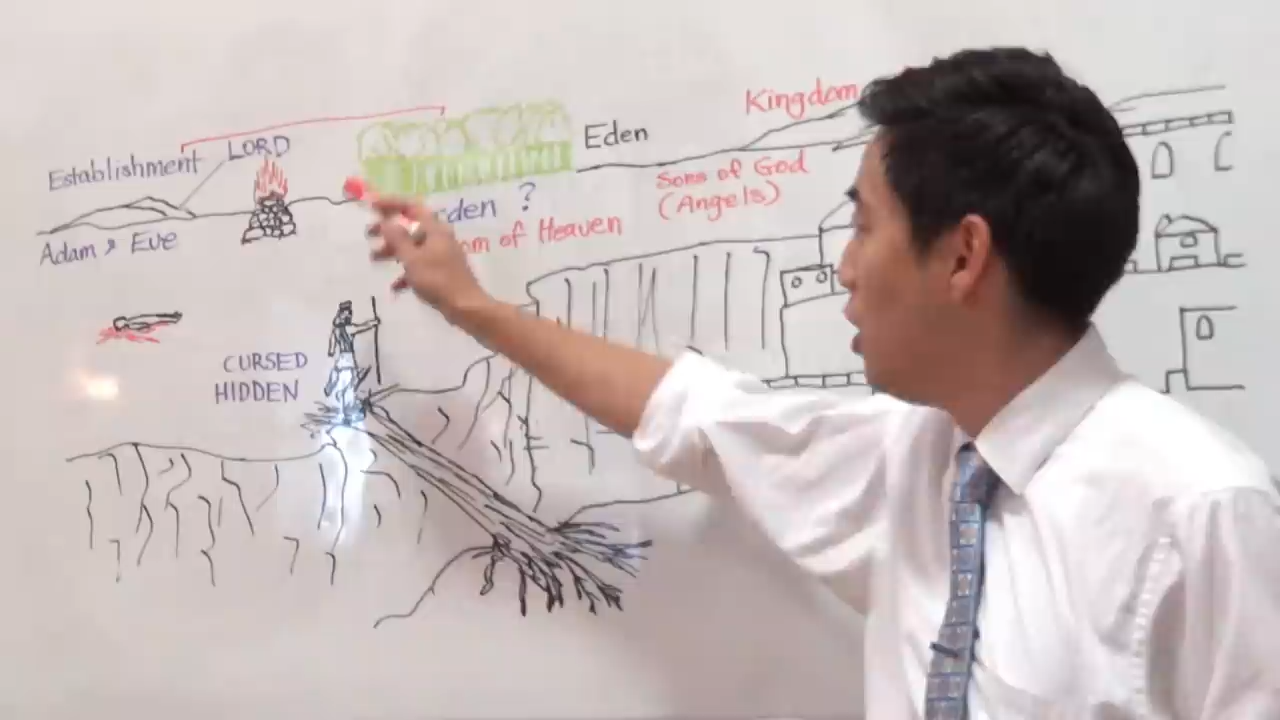 Kingdom
Establishment LORD
Eden
Sons of God
(Angels)
?
of Heaven
Adam & Eve
CURSED
HIDDEN